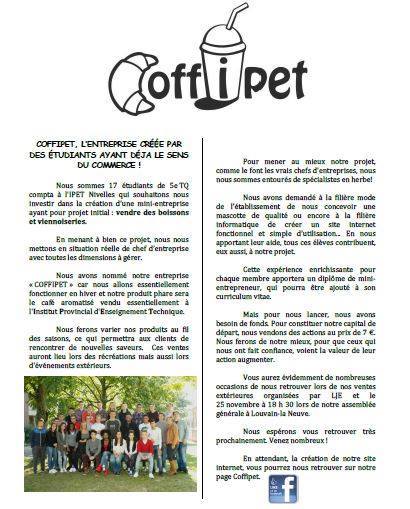 Coffipet
COFFIPET, L'ENTREPRISE CRÉÉE PAR
DES ÉTUDIANTS AYANT DÉJA LE SENS
DU COMMERCE !
Nous sommes 17 étudiants de 5e TQ
compta à l'IPET Nivelles qui souhaitons nous
investir dans la création d'une mini-entreprise
ayant pour projet initial : vendre des boissons
et viennoiseries.
En menant à bien ce projet, nous nous
mettons en situation réelle de chef d'entreprise
avec toutes les dimensions à gérer.
Nous avons nommé notre entreprise
« COFFIPET » car nous allons essentiellement
fonctionner en hiver et notre produit phare sera
le café aromatisé vendu essentiellement à
l'Institut Provincial d'Enseignement Technique.
Nous ferons varier nos produits au fil
des saisons, ce qui permettra aux clients de
rencontrer de nouvelles saveurs. Ces ventes
auront lieu lors des récréations mais aussi lors
d'évènements extérieurs.
Pour mener au mieux notre projet,
comme le font les vrais chefs d'entreprises, nous
nous sommes entourés de spécialistes en herbe!
Nous avons demandé à la filière mode
de l'établissement de nous concevoir une
mascotte de qualité ou encore à la filière
informatique de créer un site internet
fonctionnel et simple d'utilisation... En nous
apportant leur aide, tous ces élèves contribuent,
eux aussi, à notre projet.
Cette expérience enrichissante pour
chaque membre apportera un diplôme de mini-
entrepreneur, qui pourra être ajouté à son
curriculum vitae.
Mais pour nous lancer, nous avons
besoin de fonds. Pour constituer notre capital de
départ, nous vendons des actions au prix de 7 €.
Nous ferons de notre mieux, pour que ceux qui
nous ont fait confiance, voient la valeur de leur
action augmenter.
Vous aurez évidemment de nombreuses
occasions de nous retrouver lors de nos ventes
extérieures organisées par LJE et le
25 novembre à 18 h 30 lors de notre assemblée
générale à Louvain-la Neuve.
Nous espérons vous retrouver très
prochainement. Venez nombreux !
En attendant, la création de notre site
internet, vous pourrez nous retrouver sur notre
page Coffipet.
LIKE
f